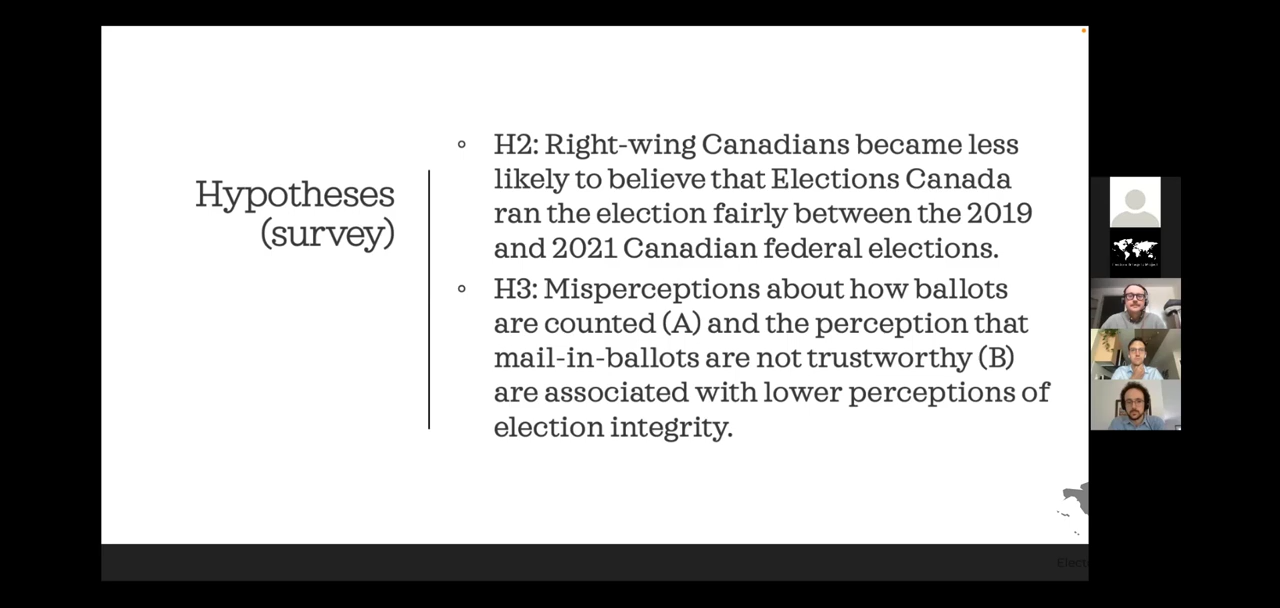 Hypotheses
(survey)
H2: Right-wing Canadians became less
likely to believe that Elections Canada
ran the election fairly between the 2019
and 2021 Canadian federal elections.
H3: Misperceptions about how ballots
are counted (A) and the perception that
mail-in-ballots are not trustworthy (B)
are associated with lower perceptions of
election integrity.